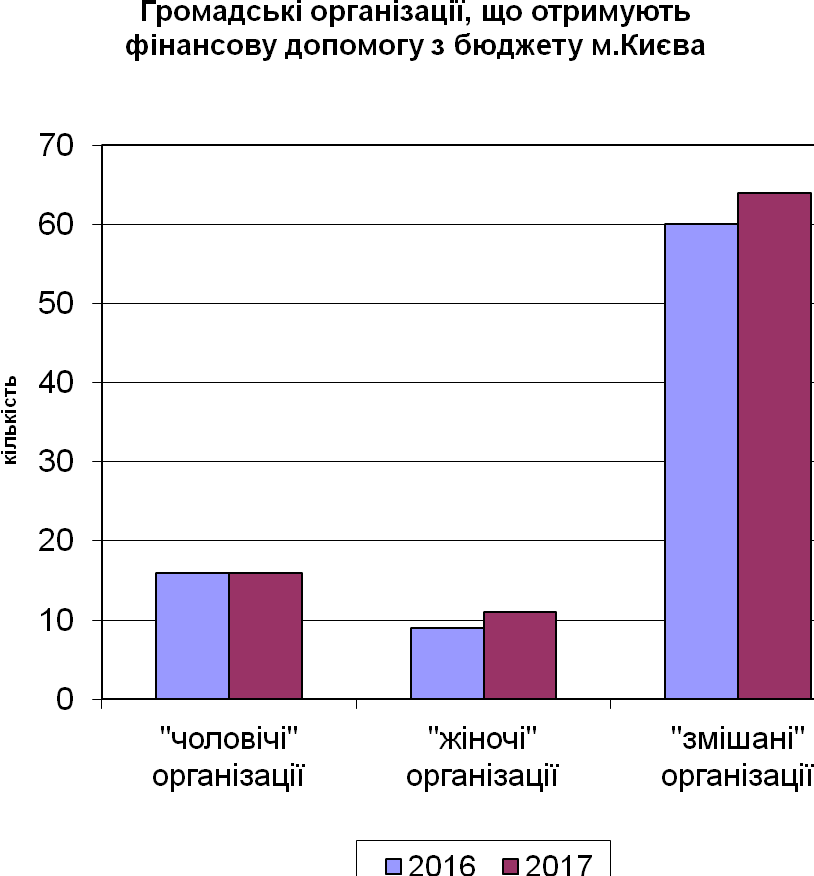 Громадські організації, що отримують
фінансову допомогу з бюджету м.Києва
70
60
50
40
30
20
10
0
кількість
"чоловічі" "жіночі" "змішані"
організації організації організації
2016 2017